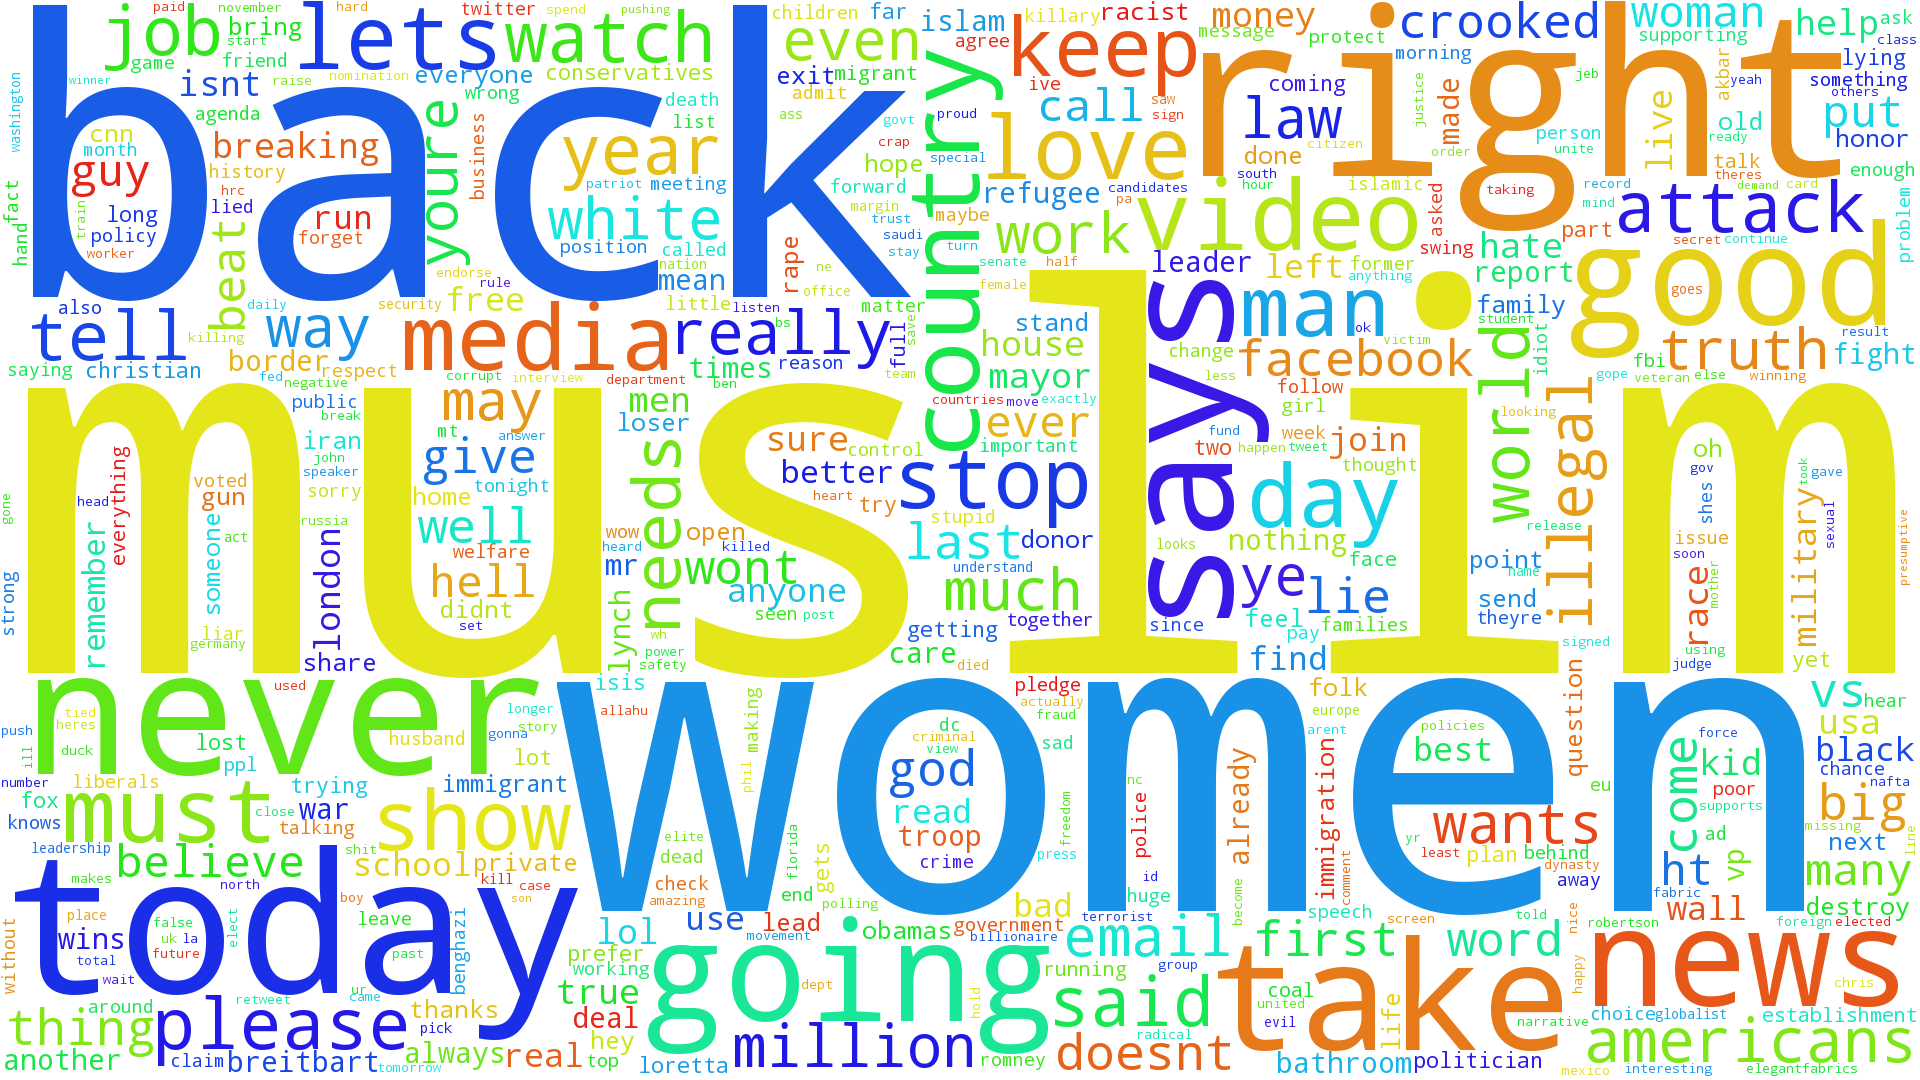 back
muslim
women
right
today
never
going
take
news
good
says
country
video
keep
love
media
show
must
stop
day
man
attack
lets
job
watch
even
year
white
work
law
crooked
money
woman
help
put
tell
way
really
needs
wont
much
last
world
illegal
truth
facebook
please
thing
million
said
email
first
word
wants
come
many
americans
big
believe
doesnt
god
read
troop
may
give
well
hell
youre
beat
guy
run
breaking
isnt
bring
friend
game
twitter
everyone
conservatives
children
far
islam
killary
racist
agree
message
protect
morning
supporting
ask
class
lying
something
others
yeah
akbar
jeb
live
old
honor
enough
problem
person
unite
ready
talk
theres
demand
card
record
mind
part
secret
continue
hate
report
family
student
idiot
goes
result
fight
fbi
veteran
else
winning
gope
border
respect
christian
saying
also
daily
killing
fed
negative
public
break
iran
john
speaker
sorry
russia
voted
gun
someone
liar
germany
act
london
share
remember
everything
head
gone
strong
call
coming
made
justice
order
done
south
hour
citizen
islamic
refugee
candidates
pa
maybe
turn
senate
half
female
stand
house
mayor
countries
move
exactly
ever
important
leader
left
former
anything
swing
asked
taking
change
less
ok
victim
follow
girl
week
two
join
fund
happen
tweet
thought
looking
looks
release
nothing
ye
lie
face
point
name
send
theyre
since
feel
pay
families
find
signed
military
race
shes
gov
oh
issue
soon
judge
using
mother
took
gave
sexual
yet
presumptive
men
loser
times
department
ben
reason
full
save
team
sure
better
control
try
heart
open
wow
heard
mr
killed
anyone
seen
post
lynch
wh
power
safety
donor
stupid
understand
together
getting
care
died
home
tonight
answer
mt
welfare
didnt
set
corrupt
interview
free
endorse
rule
security
mean
nation
little
listen
bs
matter
office
ne
rape
called
position
patriot
meeting
policy
long
month
cnn
train
worker
forget
lied
hrc
history
agenda
wrong
business
death
list
exit
migrant
admit
ass
crap
govt
proud
hope
special
forward
margin
trust
saudi
stay
ive
saw
sign
paid
november
hard
spend
pushing
start
raise
nomination
winner
washington
fact
hand
used
isis
allahu
longer
story
gonna
lot
husband
immigrant
trying
ppl
lost
liberals
tied
heres
duck
ill
push
number
fox
knows
close
war
talking
leadership
shit
school
private
kill
case
son
boy
north
makes
place
false
uk
la
future
elect
wins
total
wait
without
leave
past
benghazi
thanks
ur
came
retweet
around
another
claim
breitbart
tomorrow
always
pick
real
top
hey
deal
true
working
prefer
lol
use
check
amazing
dead
elite
making
phil
florida
end
gets
polling
lead
movement
obamas
government
billionaire
dept
hold
loretta
romney
running
bad
terrorist
press
huge
id
nc
police
freedom
pledge
actually
fraud
sad
dc
criminal
view
crime
folk
europe
arent
policies
best
already
immigration
comment
become
speech
group
radical
united
evil
coal
life
bathroom
politician
screen
told
yr
least
plan
behind
dynasty
away
question
eu
nice
happy
narrative
mexico
choice
globalist
interesting
establishment
elegantfabrics
chris
foreign
elected
robertson
wall
fabric
ht
vp
destroy
next
line
missing
chance
nafta
black
usa
vs
hear
force
kid
poor
supports
ad